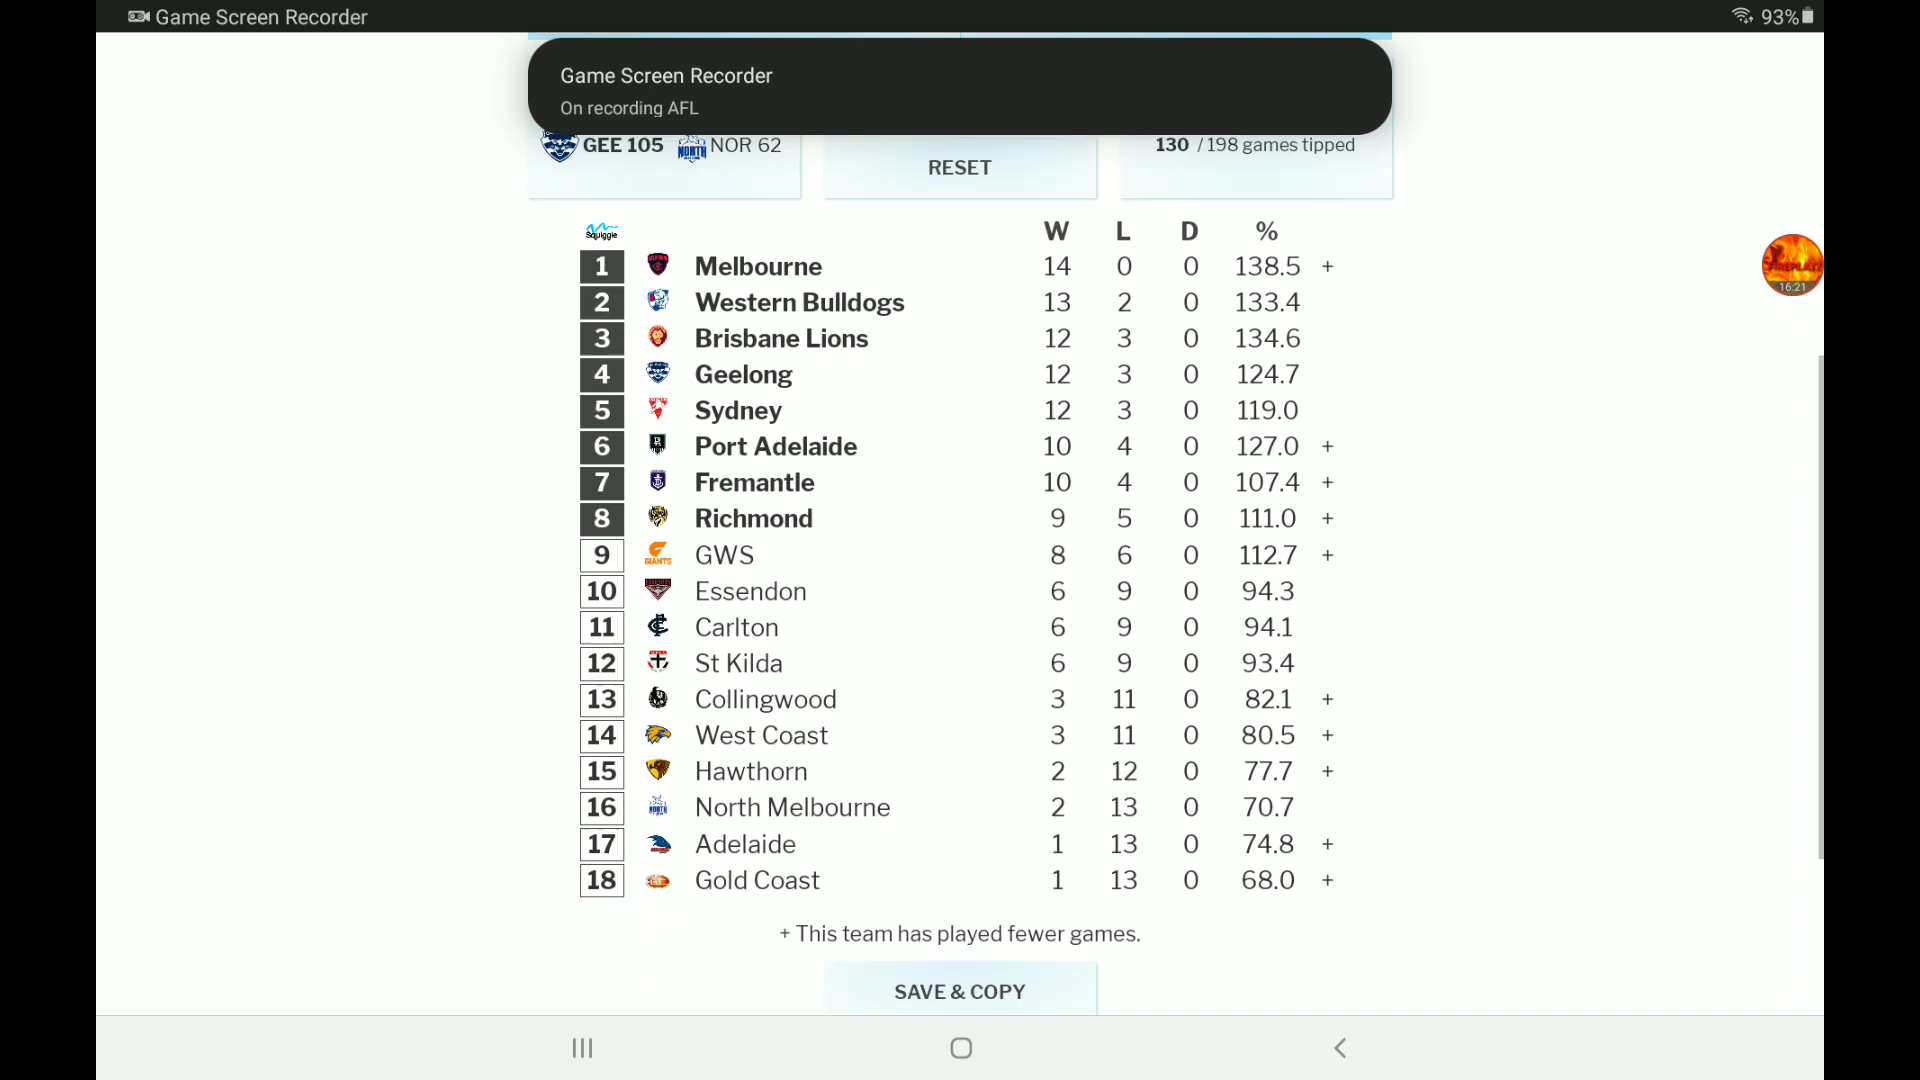 Game Screen Recorder
93%
Game Screen Recorder
On recording AFL
GEE 105 NORTH NOR 62
RESET
130 / 198 games tipped
Squiggle W L D %
1 Melbourne 14 0 0 138.5 +
2 Western Bulldogs 13 2 0 133.4
3 Brisbane Lions 12 3 0 134.6
4 Geelong 12 3 0 124.7
5 Sydney 12 3 0 119.0
6 Port Adelaide 10 4 0 127.0 +
7 Fremantle 10 4 0 107.4 +
8 Richmond 9 5 0 111.0 +
9 GIANTS GWS 8 6 0 112.7 +
10 Essendon 6 9 0 94.3
11 Carlton 6 9 0 94.1
12 St Kilda 6 9 0 93.4
13 Collingwood 3 11 0 82.1 +
14 West Coast 3 11 0 80.5 +
15 Hawthorn 2 12 0 77.7 +
16 North Melbourne 2 13 0 70.7
17 Adelaide 1 13 0 74.8 +
18 Gold Coast 1 13 0 68.0 +
+ This team has played fewer games.
SAVE & COPY
16:21